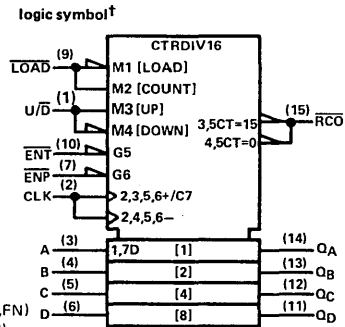 logic symbol†
CTRDIV16
LOAD (9) M1 [LOAD]
M2 [COUNT]
U/D (1) M3 [UP]
M4 [DOWN]
3,5CT=15 (15) RCO
4,5CT=0
ENT (10) G5
ENP (7) G6
CLK (2) 2,3,5,6+/C7
2,4,5,6−
A (3) 1,7D [1] (14) QA
B (4) [2] (13) QB
C (5) [4] (12) QC
,FN) D (6) [8] (11) QD